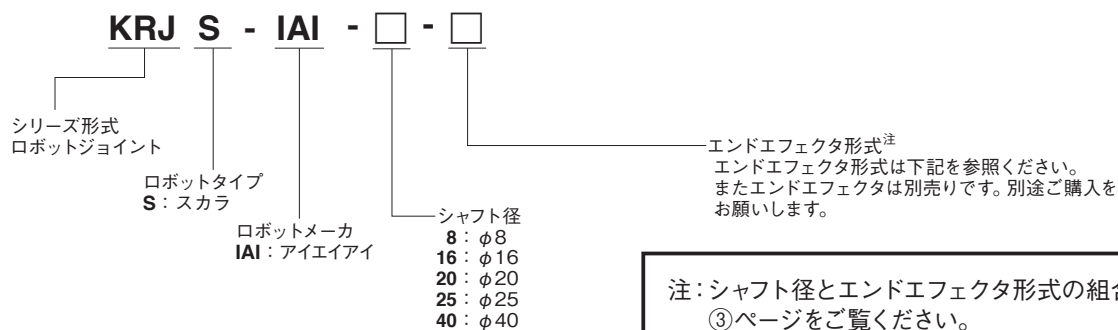 KRJ S - IAI - □ - □
シリーズ形式
ロボットジョイント
ロボットタイプ
S：スカラ
ロボットメーカ
IAI：アイエイアイ
シャフト径
8：φ8
16：φ16
20：φ20
25：φ25
40：φ40
エンドエフェクタ形式注
エンドエフェクタ形式は下記を参照ください。
またエンドエフェクタは別売りです。別途ご購入を
お願いします。
注：シャフト径とエンドエフェクタ形式の組
③ページをご覧ください。